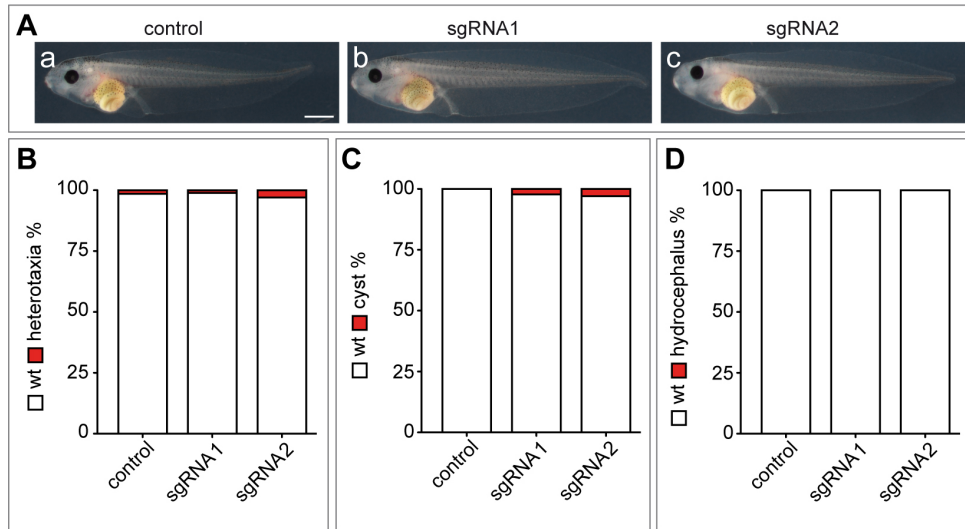 A
control
sgRNA1
sgRNA2
a
b
c
B
wt heterotaxia %
100
75
50
25
0
control
sgRNA1
sgRNA2
C
wt cyst %
100
75
50
25
0
control
sgRNA1
sgRNA2
D
wt hydrocephalus %
100
75
50
25
0
control
sgRNA1
sgRNA2